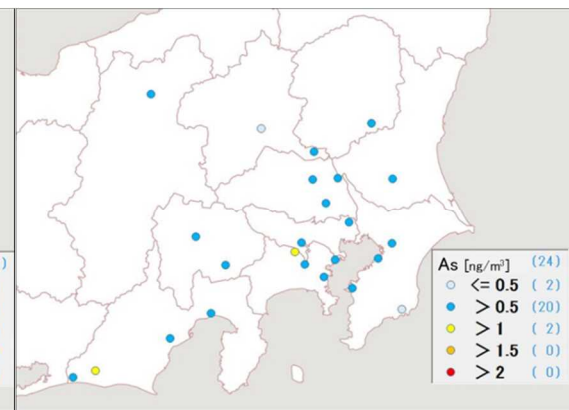 )
As [ng/m³] (24)
<= 0.5 ( 2)
> 0.5 (20)
> 1 ( 2)
> 1.5 ( 0)
> 2 ( 0)